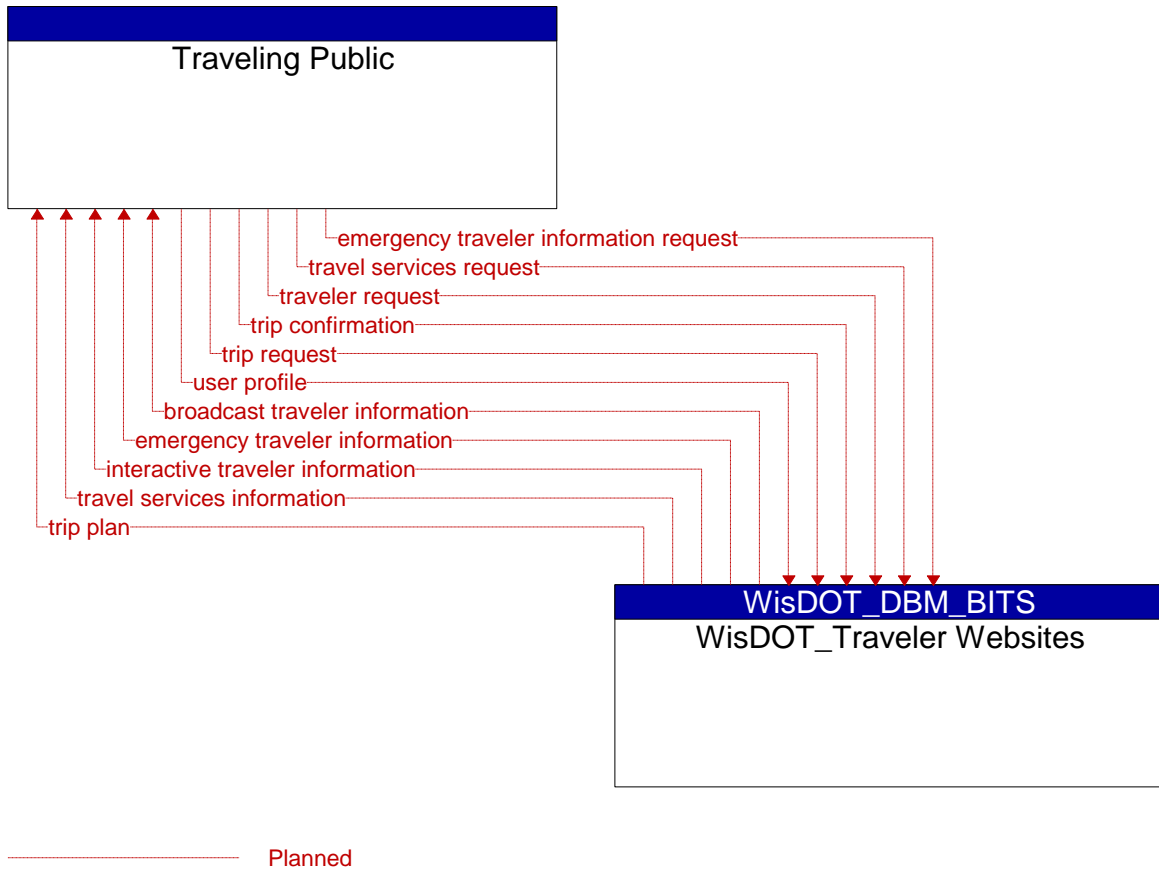 Traveling Public
emergency traveler information request
travel services request
traveler request
trip confirmation
trip request
user profile
broadcast traveler information
emergency traveler information
interactive traveler information
travel services information
trip plan
WisDOT_DBM_BITS
WisDOT_Traveler Websites
Planned